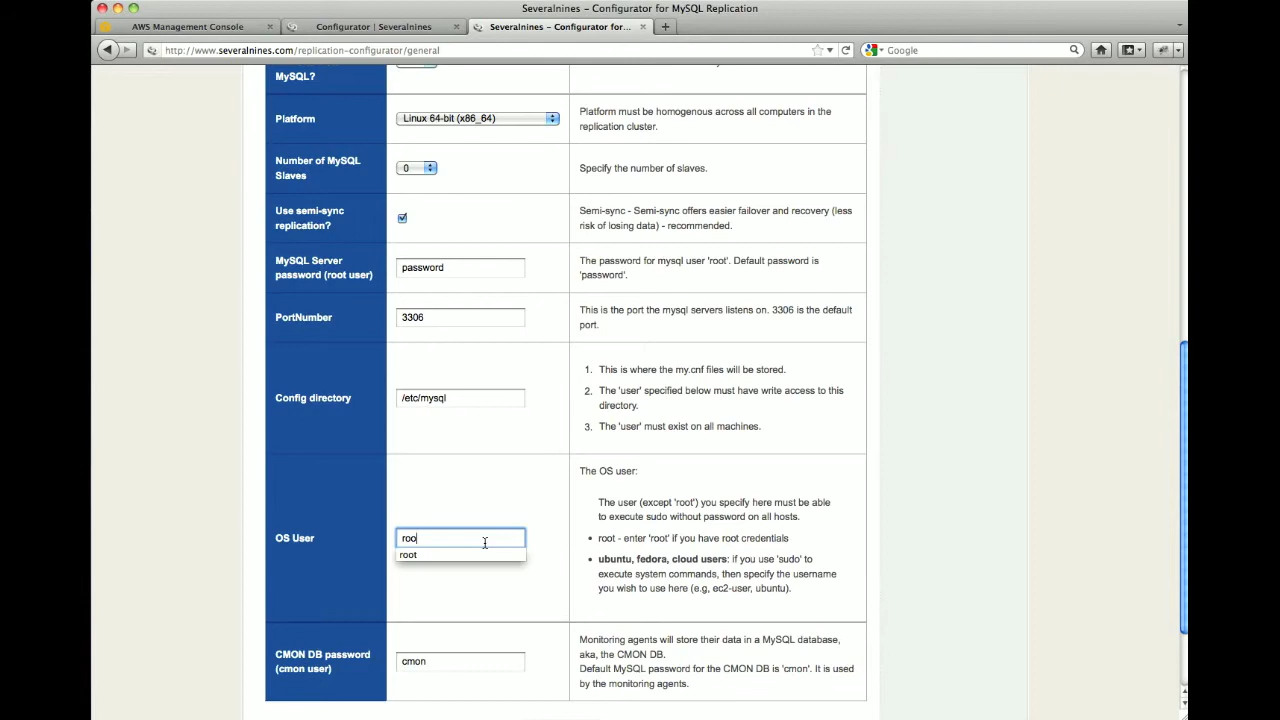 Severalnines - Configurator for MySQL Replication
AWS Management Console
Configurator | Severalnines
Severalnines - Configurator for...
http://www.severalnines.com/replication-configurator/general
Google
MySQL?
Platform
Linux 64-bit (x86_64)
Platform must be homogenous across all computers in the
replication cluster.
Number of MySQL
Slaves
0
Specify the number of slaves.
Use semi-sync
replication?
Semi-sync - Semi-sync offers easier failover and recovery (less
risk of losing data) - recommended.
MySQL Server
password (root user)
password
The password for mysql user 'root'. Default password is
'password'.
PortNumber
3306
This is the port the mysql servers listens on. 3306 is the default
port.
Config directory
/etc/mysql
1. This is where the my.cnf files will be stored.
2. The 'user' specified below must have write access to this
directory.
3. The 'user' must exist on all machines.
OS User
roo
root
The OS user:
The user (except 'root') you specify here must be able
to execute sudo without password on all hosts.
• root - enter 'root' if you have root credentials
• ubuntu, fedora, cloud users: if you use 'sudo' to
execute system commands, then specify the username
you wish to use here (e.g, ec2-user, ubuntu).
CMON DB password
(cmon user)
cmon
Monitoring agents will store their data in a MySQL database,
aka, the CMON DB.
Default MySQL password for the CMON DB is 'cmon'. It is used
by the monitoring agents.